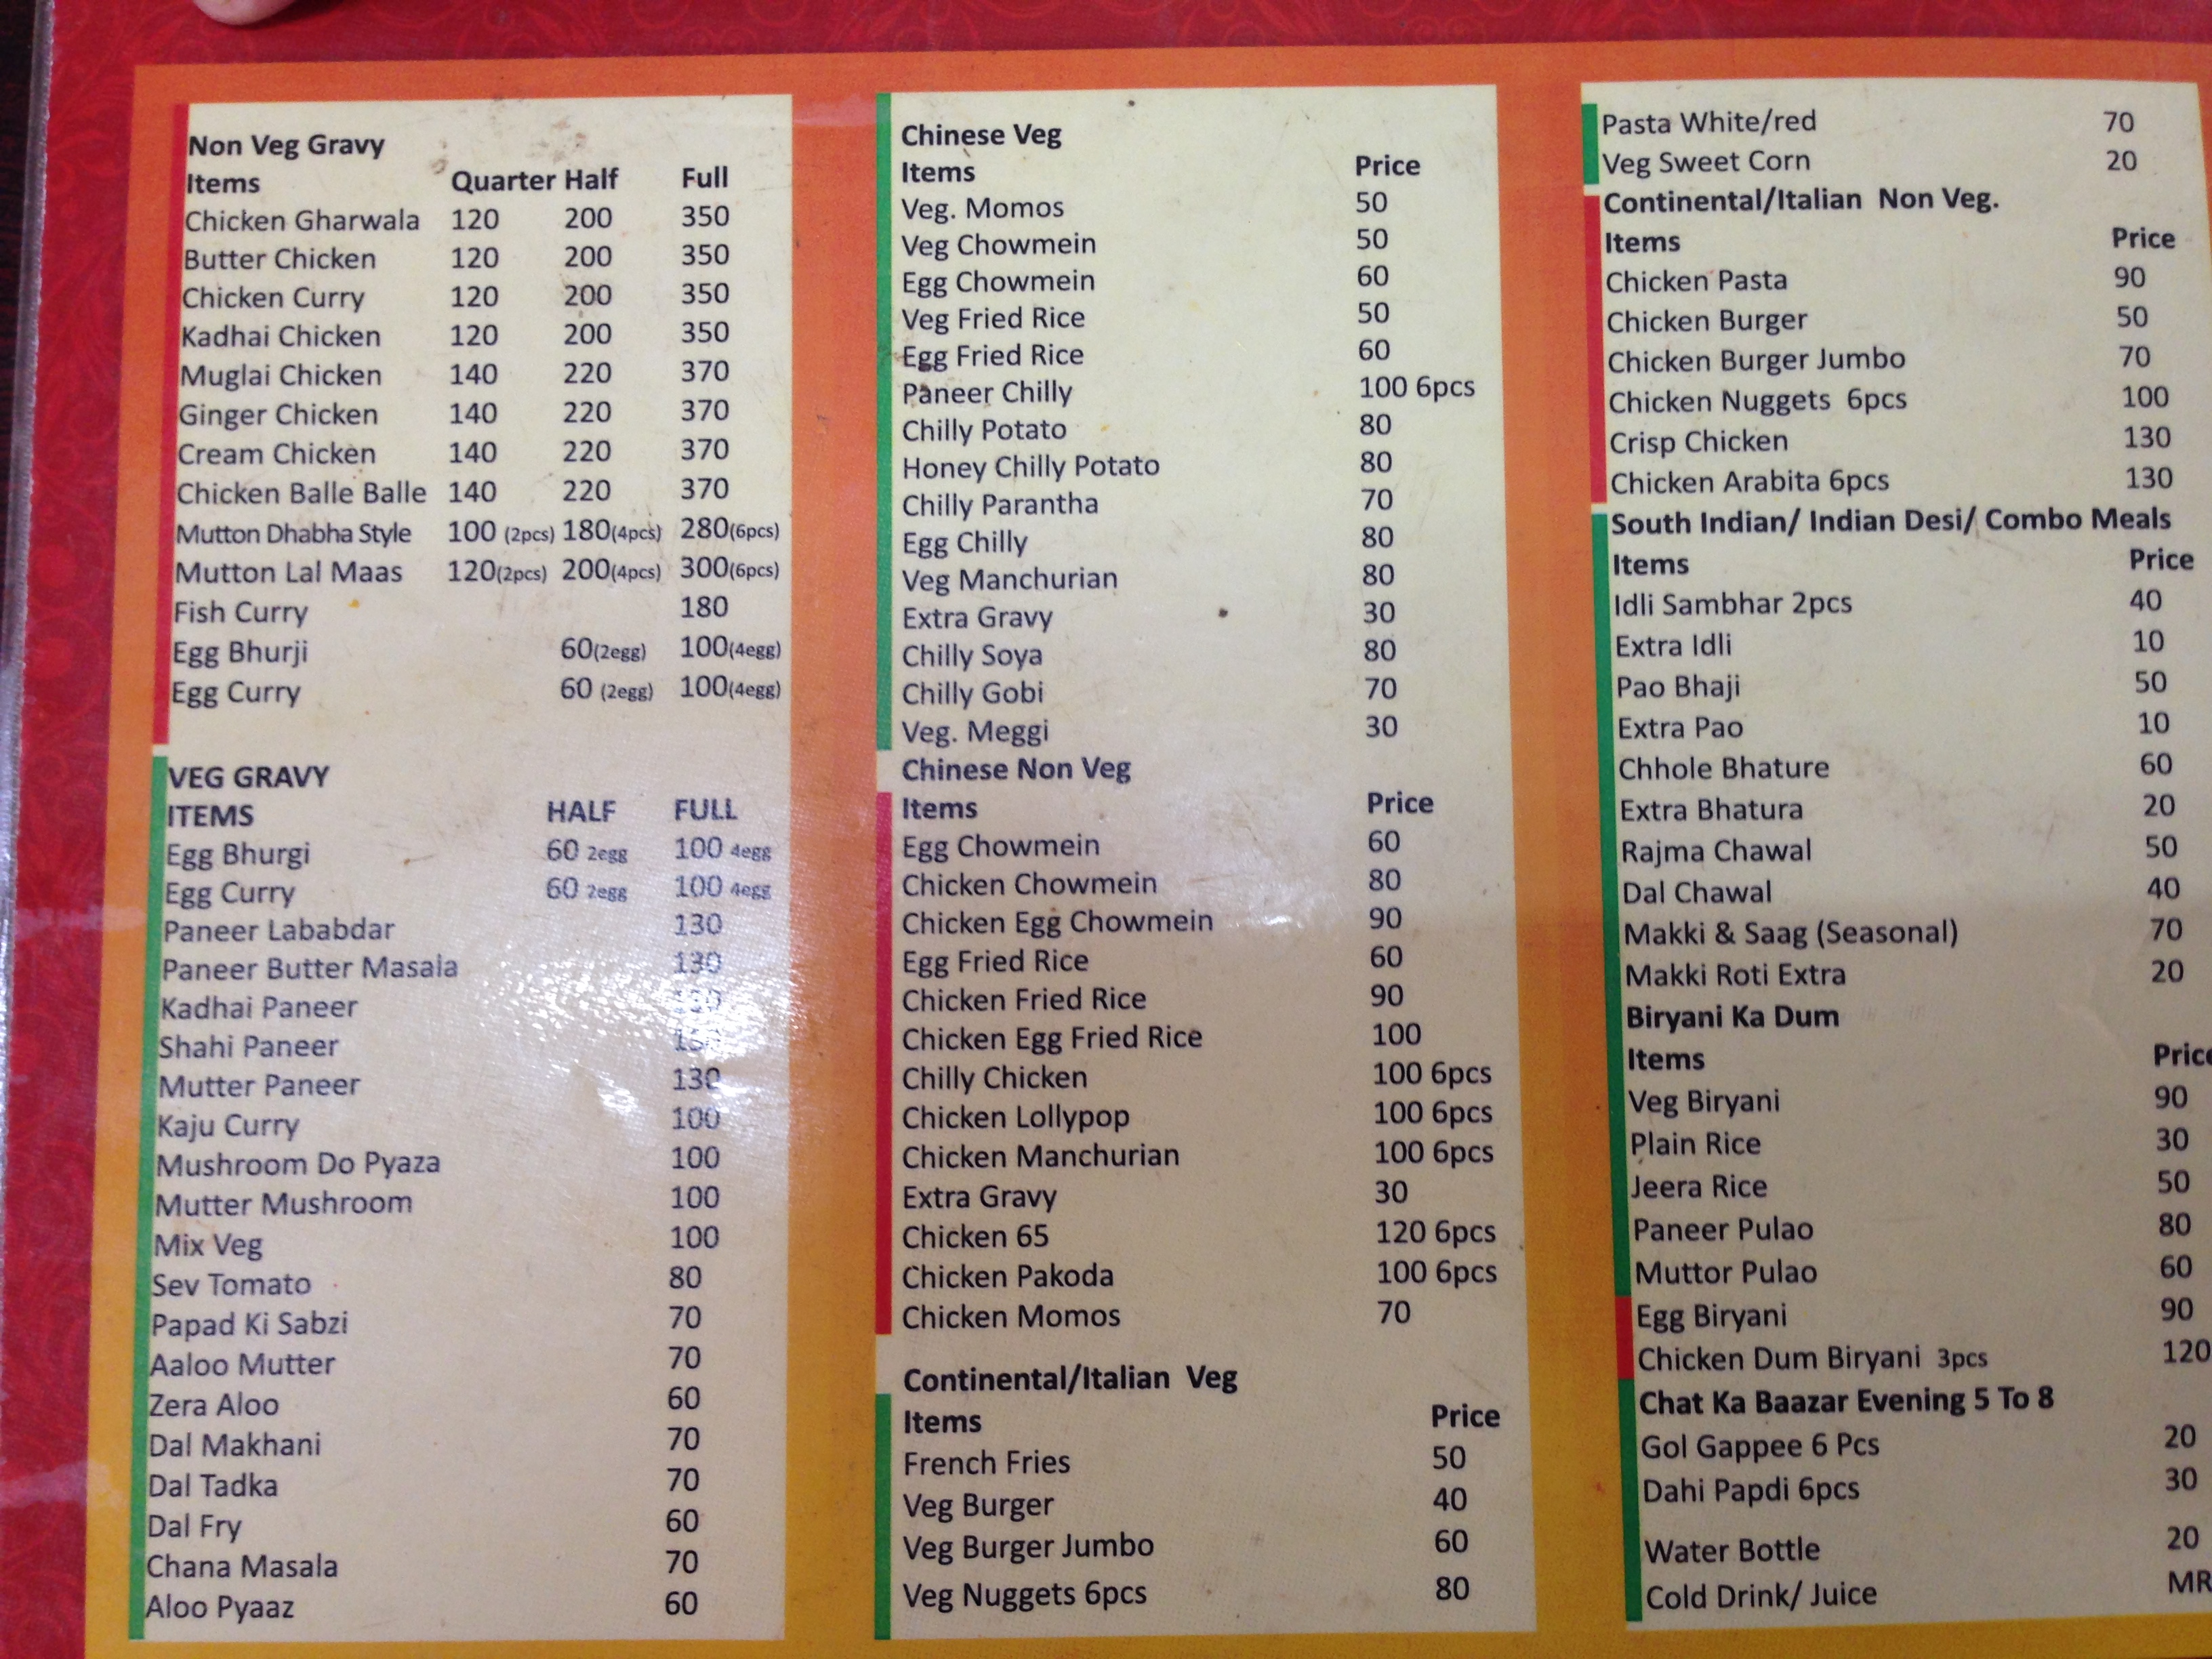 Non Veg Gravy
Items Quarter Half Full
Chicken Gharwala 120 200 350
Butter Chicken 120 200 350
Chicken Curry 120 200 350
Kadhai Chicken 120 200 350
Muglai Chicken 140 220 370
Ginger Chicken 140 220 370
Cream Chicken 140 220 370
Chicken Balle Balle 140 220 370
Mutton Dhabha Style 100 (2pcs) 180(4pcs) 280(6pcs)
Mutton Lal Maas 120(2pcs) 200(4pcs) 300(6pcs)
Fish Curry 180
Egg Bhurji 60(2egg) 100(4egg)
Egg Curry 60 (2egg) 100(4egg)
VEG GRAVY
ITEMS HALF FULL
Egg Bhurgi 60 2egg 100 4egg
Egg Curry 60 2egg 100 4egg
Paneer Lababdar 130
Paneer Butter Masala 130
Kadhai Paneer
Shahi Paneer
Mutter Paneer 130
Kaju Curry 100
Mushroom Do Pyaza 100
Mutter Mushroom 100
Mix Veg 100
Sev Tomato 80
Papad Ki Sabzi 70
Aaloo Mutter 70
Zera Aloo 60
Dal Makhani 70
Dal Tadka 70
Dal Fry 60
Chana Masala 70
Aloo Pyaaz 60
Chinese Veg
Items Price
Veg. Momos 50
Veg Chowmein 50
Egg Chowmein 60
Veg Fried Rice 50
Egg Fried Rice 60
Paneer Chilly 100 6pcs
Chilly Potato 80
Honey Chilly Potato 80
Chilly Parantha 70
Egg Chilly 80
Veg Manchurian 80
Extra Gravy 30
Chilly Soya 80
Chilly Gobi 70
Veg. Meggi 30
Chinese Non Veg
Items Price
Egg Chowmein 60
Chicken Chowmein 80
Chicken Egg Chowmein 90
Egg Fried Rice 60
Chicken Fried Rice 90
Chicken Egg Fried Rice 100
Chilly Chicken 100 6pcs
Chicken Lollypop 100 6pcs
Chicken Manchurian 100 6pcs
Extra Gravy 30
Chicken 65 120 6pcs
Chicken Pakoda 100 6pcs
Chicken Momos 70
Continental/Italian Veg
Items Price
French Fries 50
Veg Burger 40
Veg Burger Jumbo 60
Veg Nuggets 6pcs 80
Pasta White/red 70
Veg Sweet Corn 20
Continental/Italian Non Veg.
Items Price
Chicken Pasta 90
Chicken Burger 50
Chicken Burger Jumbo 70
Chicken Nuggets 6pcs 100
Crisp Chicken 130
Chicken Arabita 6pcs 130
South Indian/ Indian Desi/ Combo Meals
Items Price
Idli Sambhar 2pcs 40
Extra Idli 10
Pao Bhaji 50
Extra Pao 10
Chhole Bhature 60
Extra Bhatura 20
Rajma Chawal 50
Dal Chawal 40
Makki & Saag (Seasonal) 70
Makki Roti Extra 20
Biryani Ka Dum
Items Price
Veg Biryani 90
Plain Rice 30
Jeera Rice 50
Paneer Pulao 80
Muttor Pulao 60
Egg Biryani 90
Chicken Dum Biryani 3pcs 120
Chat Ka Baazar Evening 5 To 8
Gol Gappee 6 Pcs 20
Dahi Papdi 6pcs 30
Water Bottle 20
Cold Drink/ Juice MR